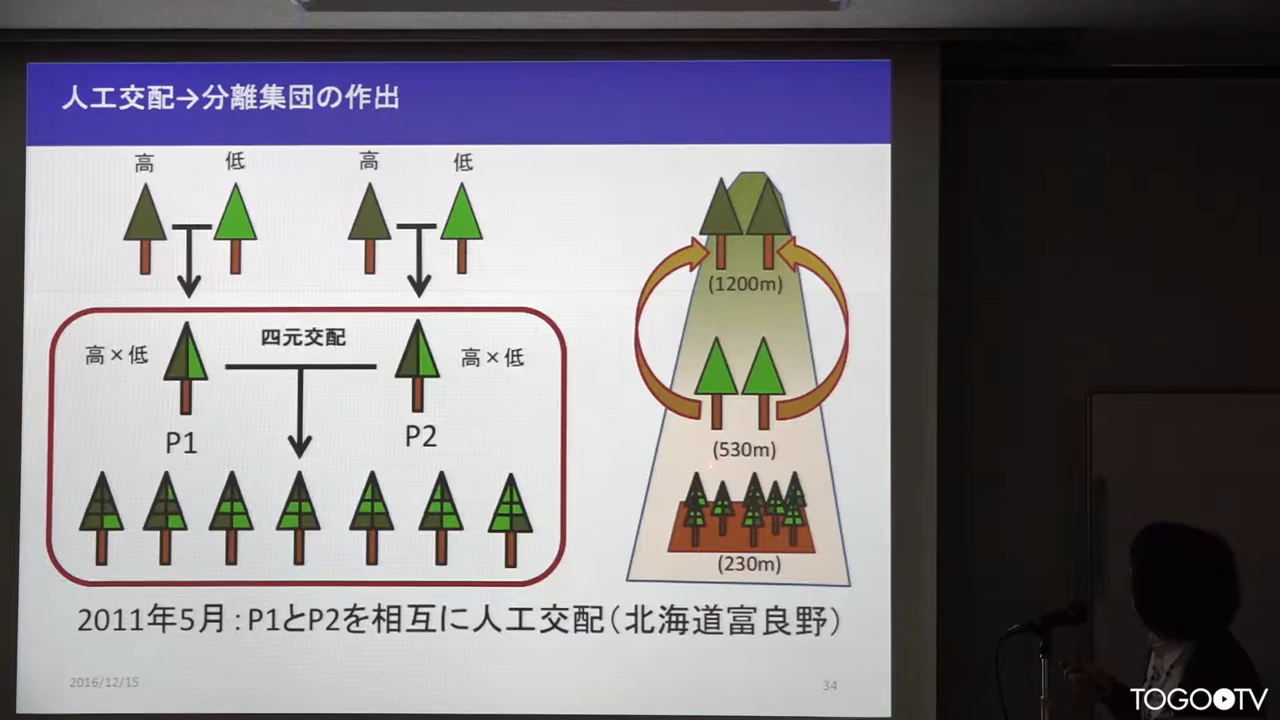 人工交配→分離集団の作出
高 低 高 低
高×低 四元交配 高×低
P1 P2
(1200m)
(530m)
(230m)
2011年5月：P1とP2を相互に人工交配（北海道富良野）
2016/12/15 34
TOGOTV